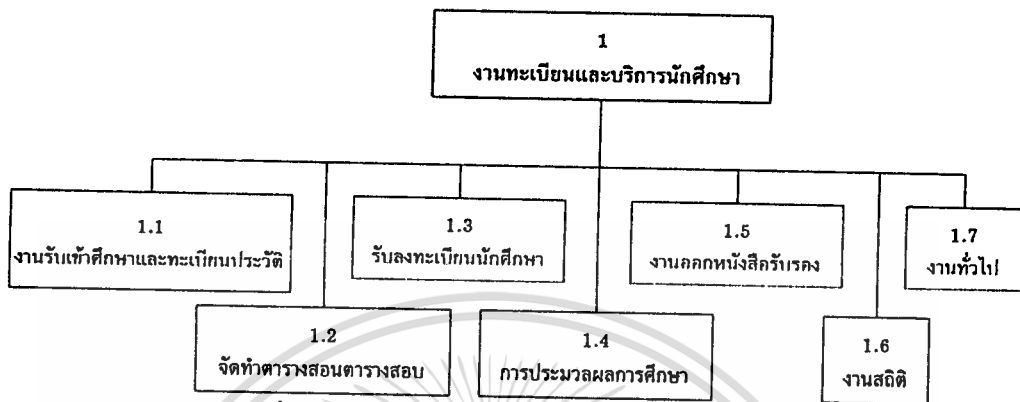 1
งานทะเบียนและบริการนักศึกษา
1.1
งานรับเข้าศึกษาและทะเบียนประวัติ
1.2
จัดทำตารางสอนตารางสอบ
1.3
รับลงทะเบียนนักศึกษา
1.4
การประมวลผลการศึกษา
1.5
งานออกหนังสือรับรอง
1.6
งานสถิติ
1.7
งานทั่วไป